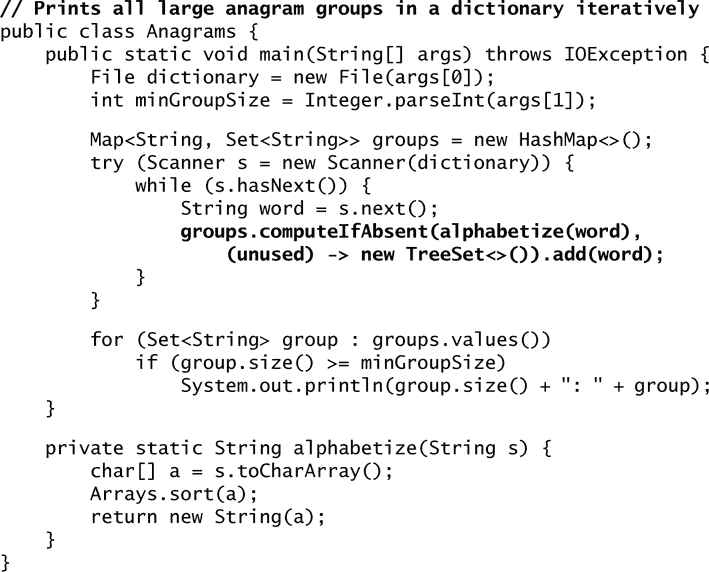 // Prints all large anagram groups in a dictionary iteratively
public class Anagrams {
    public static void main(String[] args) throws IOException {
        File dictionary = new File(args[0]);
        int minGroupSize = Integer.parseInt(args[1]);

        Map<String, Set<String>> groups = new HashMap<>();
        try (Scanner s = new Scanner(dictionary)) {
            while (s.hasNext()) {
                String word = s.next();
                groups.computeIfAbsent(alphabetize(word),
                    (unused) -> new TreeSet<>()).add(word);
            }
        }

        for (Set<String> group : groups.values())
            if (group.size() >= minGroupSize)
                System.out.println(group.size() + ": " + group);
    }

    private static String alphabetize(String s) {
        char[] a = s.toCharArray();
        Arrays.sort(a);
        return new String(a);
    }
}